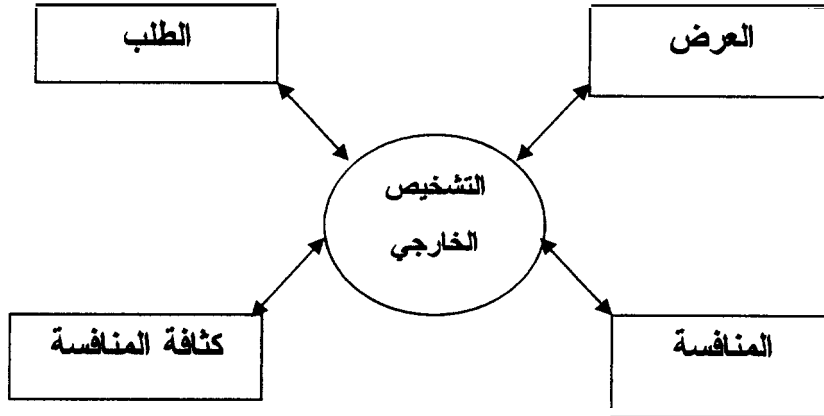 العرض
الطلب
التشخيص
الخارجي
المنافسة
كثافة المنافسة